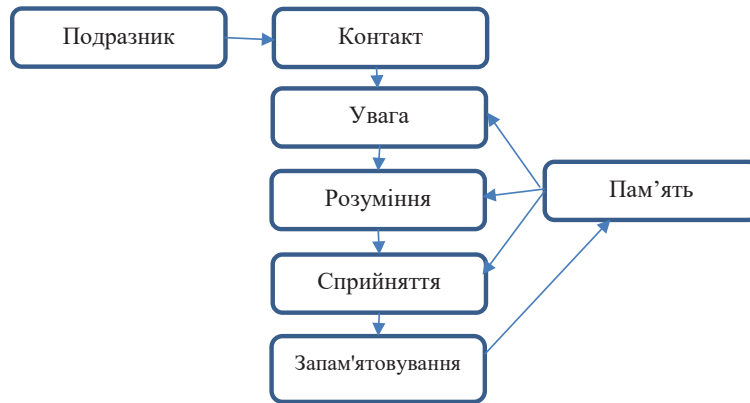 Подразник
Контакт
Увага
Розуміння
Пам’ять
Сприйняття
Запам'ятовування